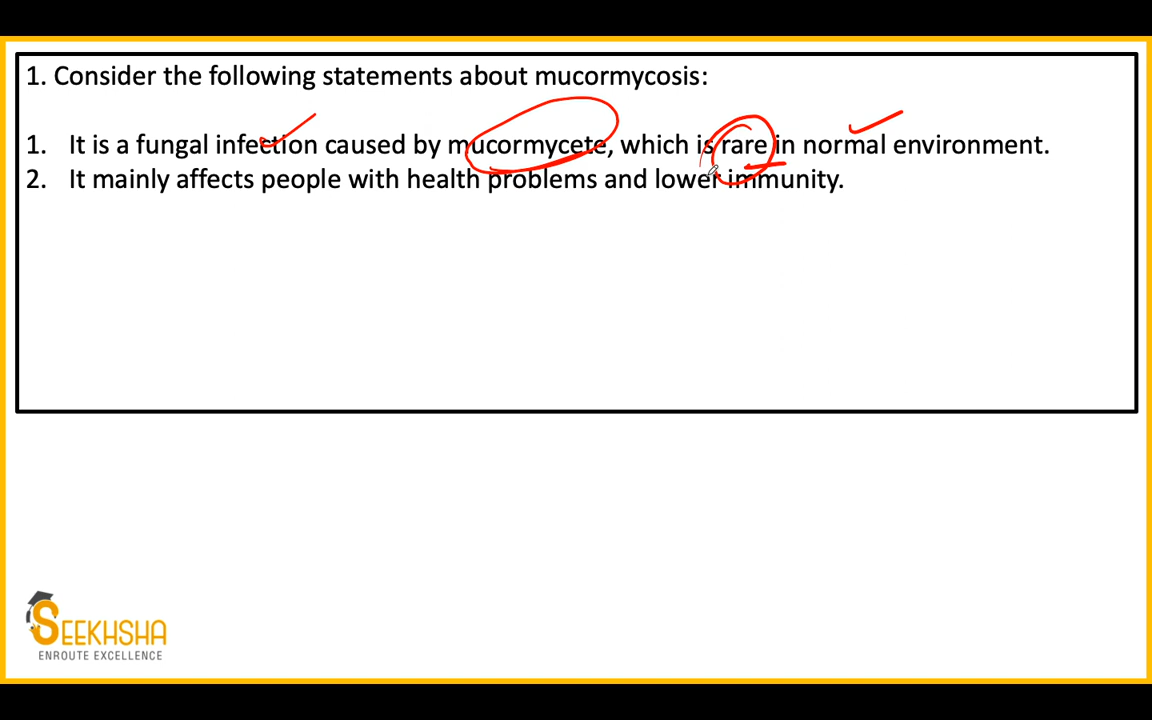 1. Consider the following statements about mucormycosis:
1. It is a fungal infection caused by mucormycete, which is rare in normal environment.
2. It mainly affects people with health problems and lower immunity.
SEEKHSHA
ENROUTE EXCELLENCE